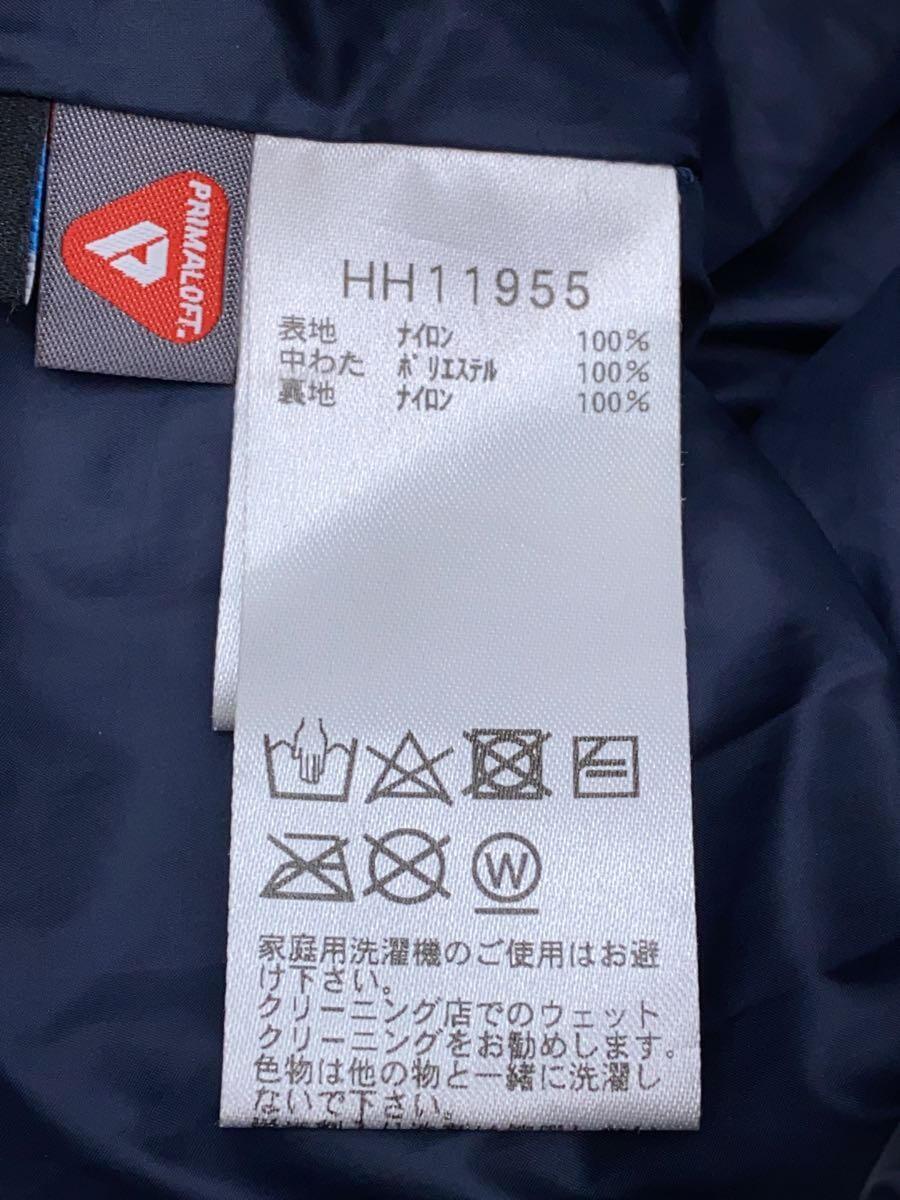 PRIMALOFT.
HH11955
表地 ナイロン 100%
中わた ポリエステル 100%
裏地 ナイロン 100%
W
家庭用洗濯機のご使用はお避
け下さい。
クリーニング店でのウェット
クリーニングをお勧めします。
色物は他の物と一緒に洗濯し
ないで下さい。